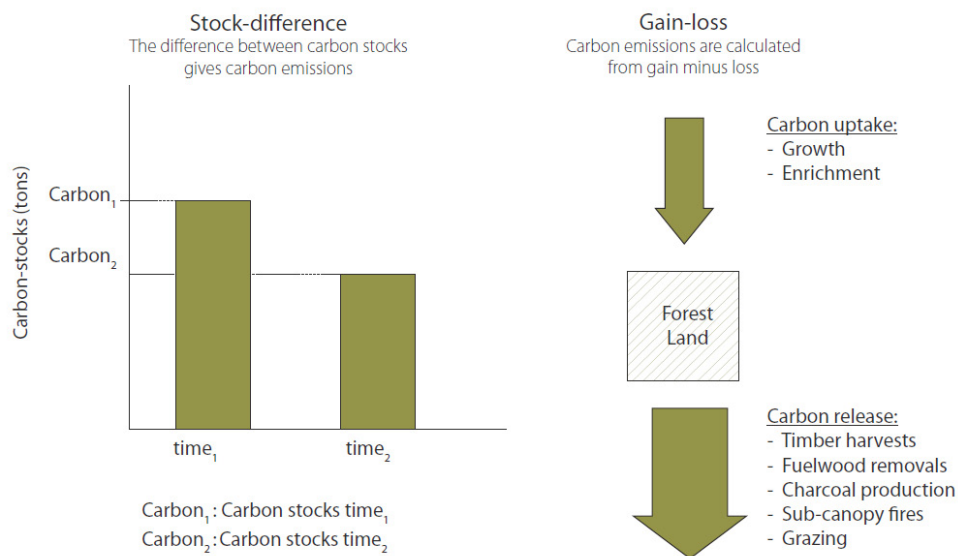 Stock-difference
The difference between carbon stocks
gives carbon emissions
Carbon-stocks (tons)
Carbon₁
Carbon₂
time₁
time₂
Carbon₁: Carbon stocks time₁
Carbon₂: Carbon stocks time₂
Gain-loss
Carbon emissions are calculated
from gain minus loss
Carbon uptake:
- Growth
- Enrichment
Forest
Land
Carbon release:
- Timber harvests
- Fuelwood removals
- Charcoal production
- Sub-canopy fires
- Grazing